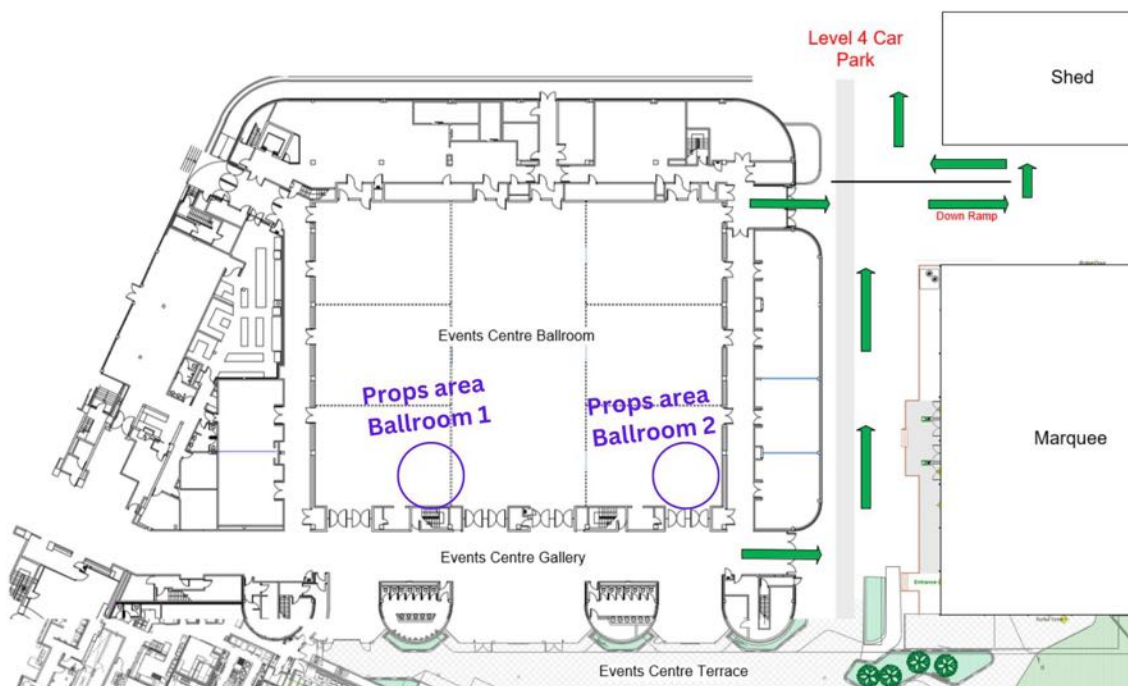 Level 4 Car
Park
Shed
Down Ramp
Events Centre Ballroom
Props area
Ballroom 1
Props area
Ballroom 2
Marquee
Events Centre Gallery
Entrance
Events Centre Terrace